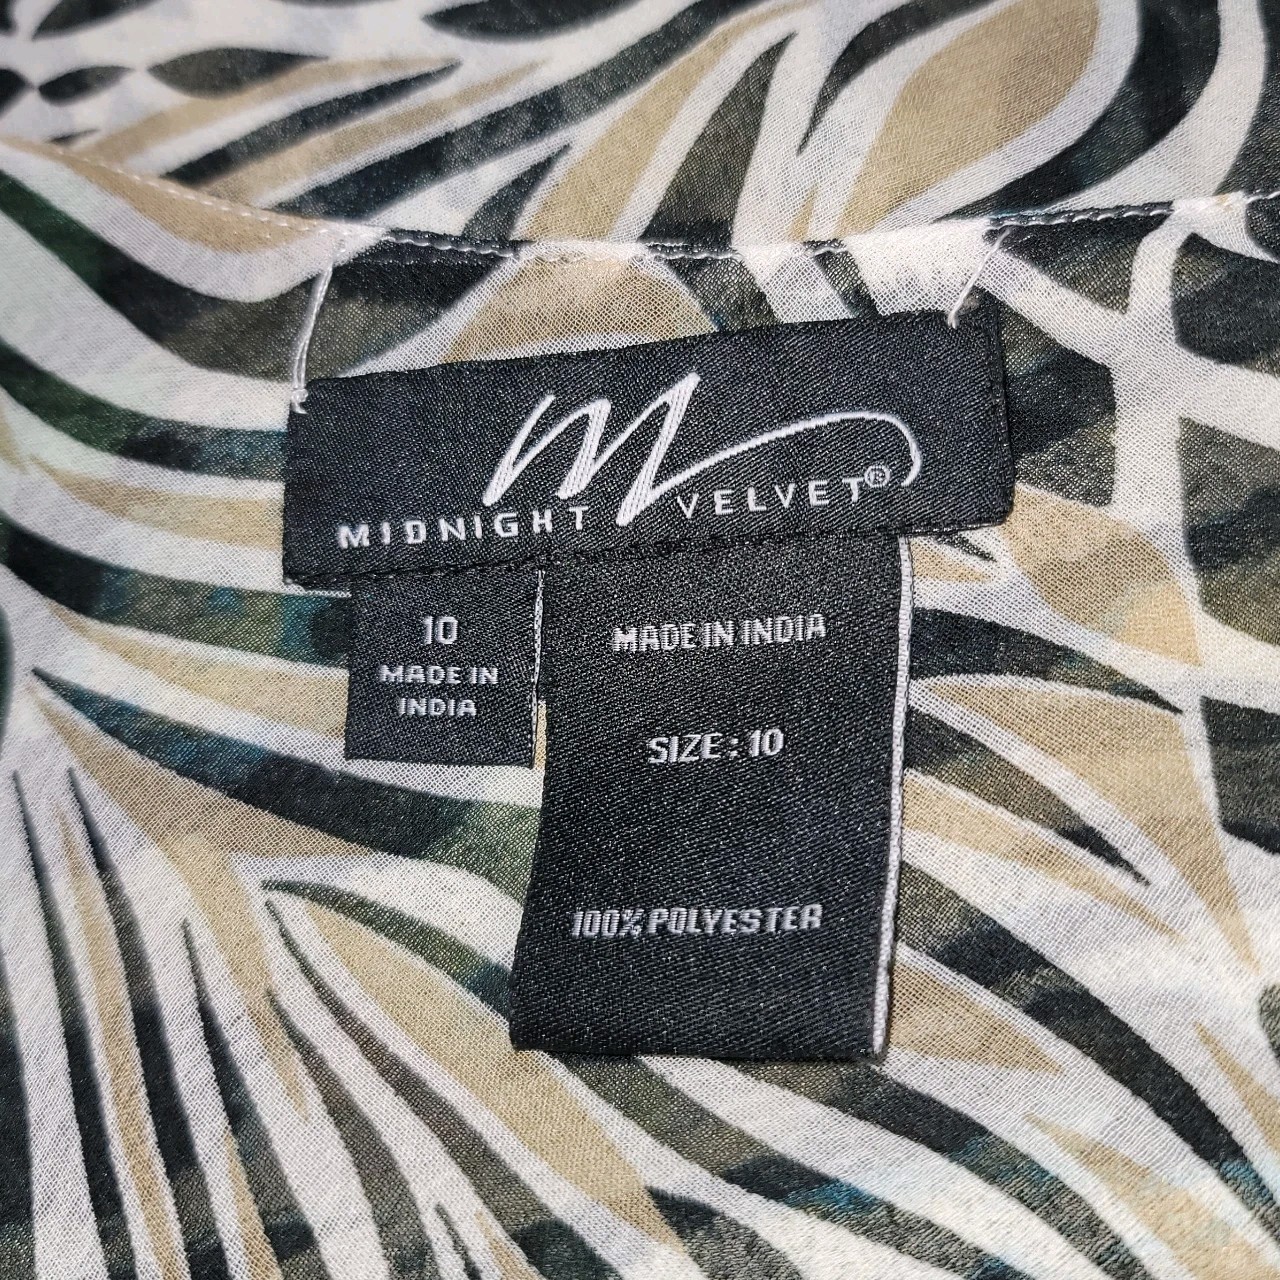 M
MIDNIGHT VELVET®
10
MADE IN
INDIA
MADE IN INDIA
SIZE : 10
100% POLYESTER